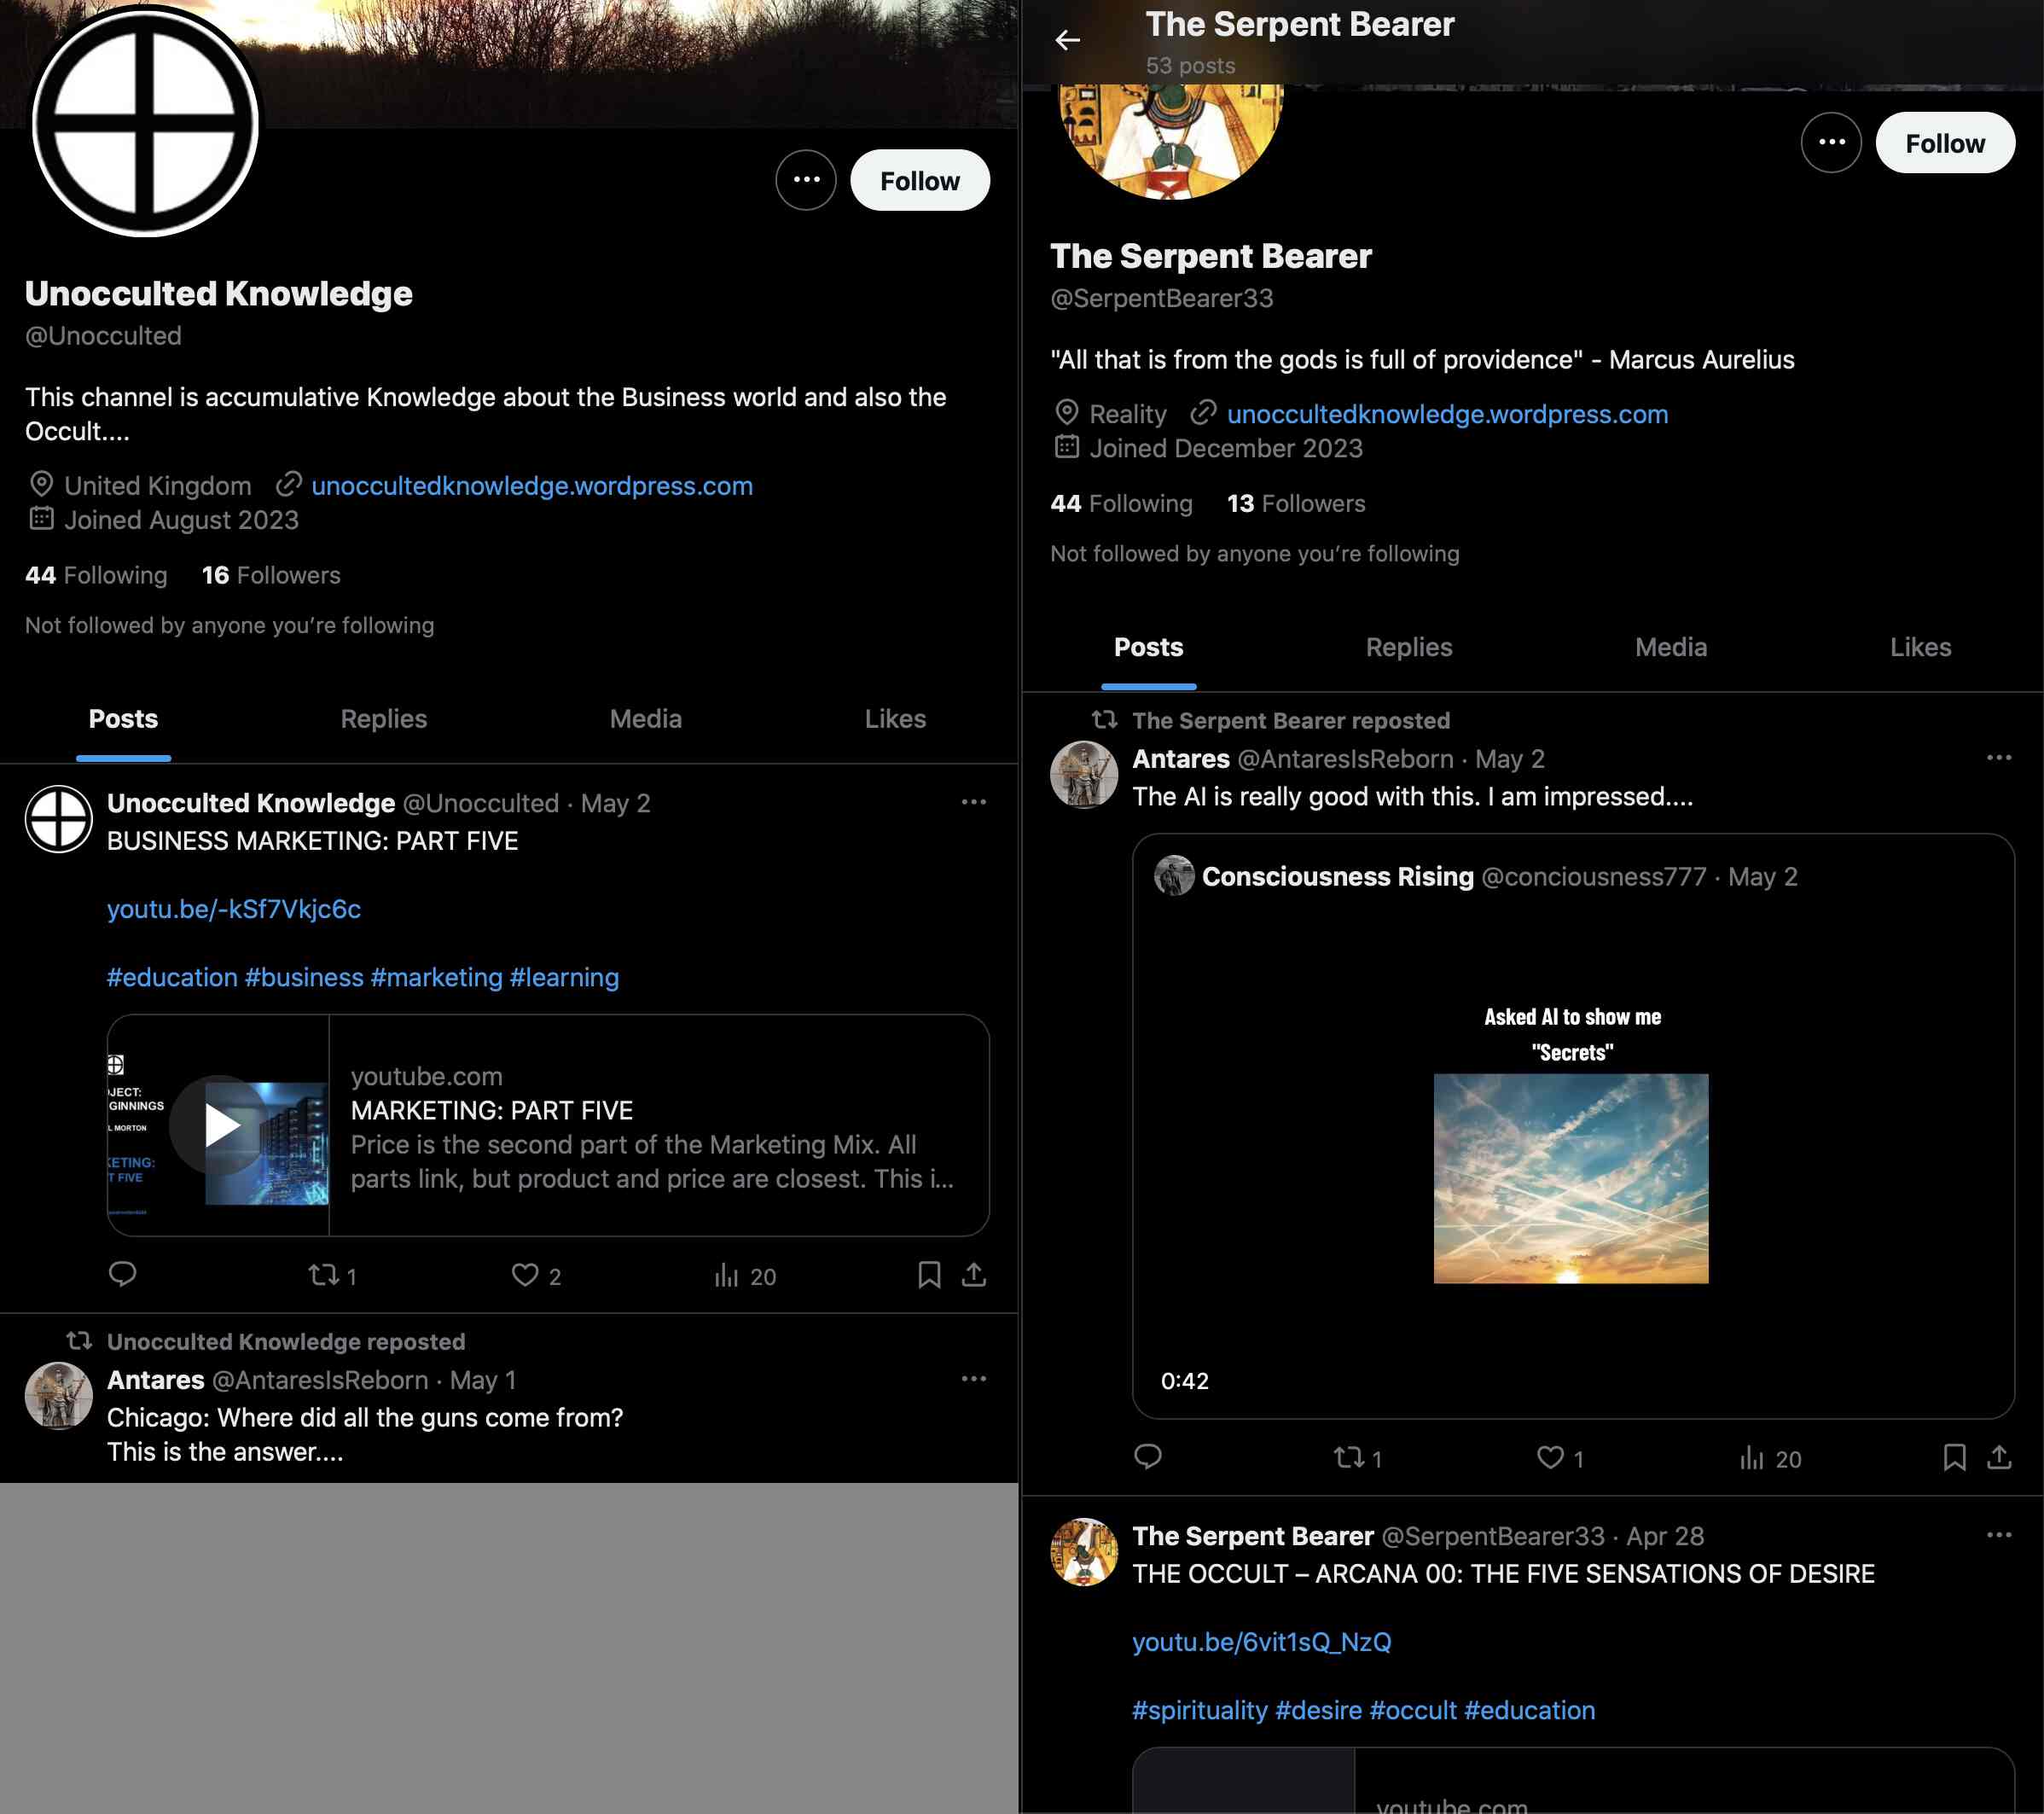 Unocculted Knowledge
@Unocculted
This channel is accumulative Knowledge about the Business world and also the
Occult....
United Kingdom unoccultedknowledge.wordpress.com
Joined August 2023
44 Following 16 Followers
Not followed by anyone you're following
Follow
Posts Replies Media Likes
Unocculted Knowledge @Unocculted · May 2
BUSINESS MARKETING: PART FIVE
youtu.be/-kSf7Vkjc6c
#education #business #marketing #learning
JECT:
GINNINGS
L MORTON
KETING:
T FIVE
youtube.com
MARKETING: PART FIVE
Price is the second part of the Marketing Mix. All
parts link, but product and price are closest. This i...
1 2 20
Unocculted Knowledge reposted
Antares @AntaresIsReborn · May 1
Chicago: Where did all the guns come from?
This is the answer....
The Serpent Bearer
53 posts
Follow
The Serpent Bearer
@SerpentBearer33
"All that is from the gods is full of providence" - Marcus Aurelius
Reality unoccultedknowledge.wordpress.com
Joined December 2023
44 Following 13 Followers
Not followed by anyone you're following
Posts Replies Media Likes
The Serpent Bearer reposted
Antares @AntaresIsReborn · May 2
The AI is really good with this. I am impressed....
Consciousness Rising @conciousness777 · May 2
Asked AI to show me
"Secrets"
0:42
1 1 20
The Serpent Bearer @SerpentBearer33 · Apr 28
THE OCCULT – ARCANA 00: THE FIVE SENSATIONS OF DESIRE
youtu.be/6vit1sQ_NzQ
#spirituality #desire #occult #education
youtube.com